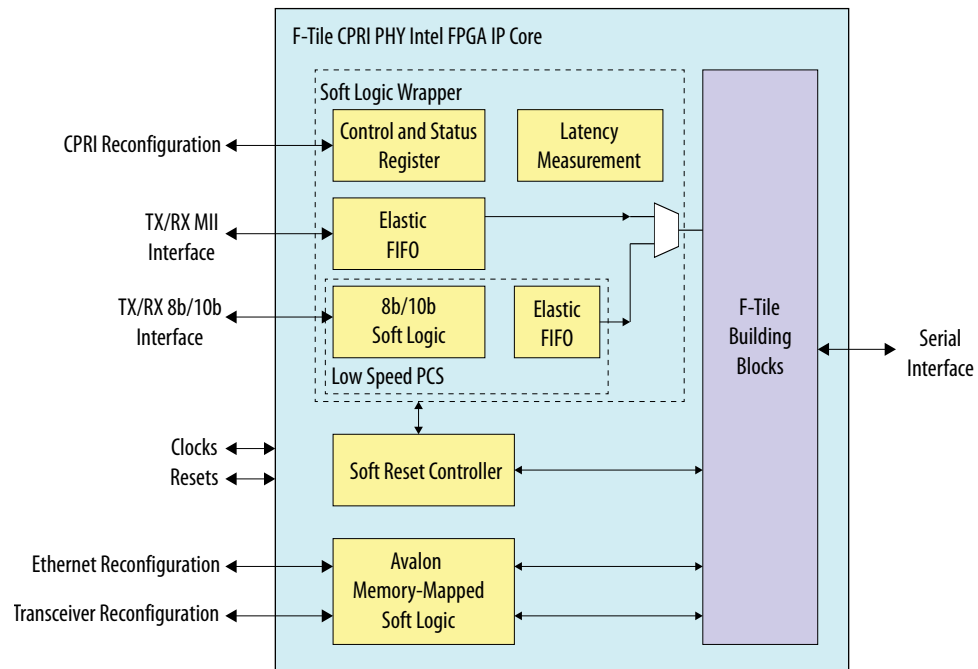 F-Tile CPRI PHY Intel FPGA IP Core
Soft Logic Wrapper
CPRI Reconfiguration
Control and Status
Register
Latency
Measurement
TX/RX MII
Interface
Elastic
FIFO
TX/RX 8b/10b
Interface
8b/10b
Soft Logic
Elastic
FIFO
Low Speed PCS
F-Tile
Building
Blocks
Serial
Interface
Clocks
Resets
Soft Reset Controller
Ethernet Reconfiguration
Transceiver Reconfiguration
Avalon
Memory-Mapped
Soft Logic